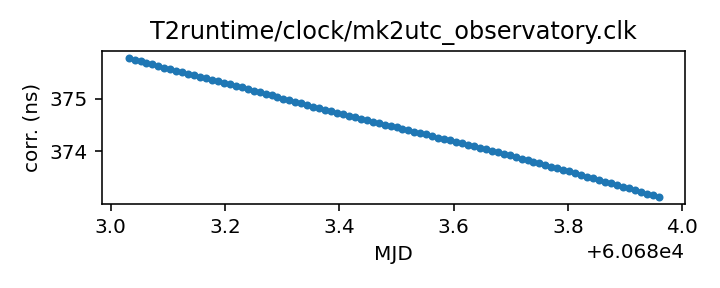 T2runtime/clock/mk2utc_observatory.clk
corr. (ns)
375
374
3.0 3.2 3.4 3.6 3.8 4.0
MJD
+6.068e4